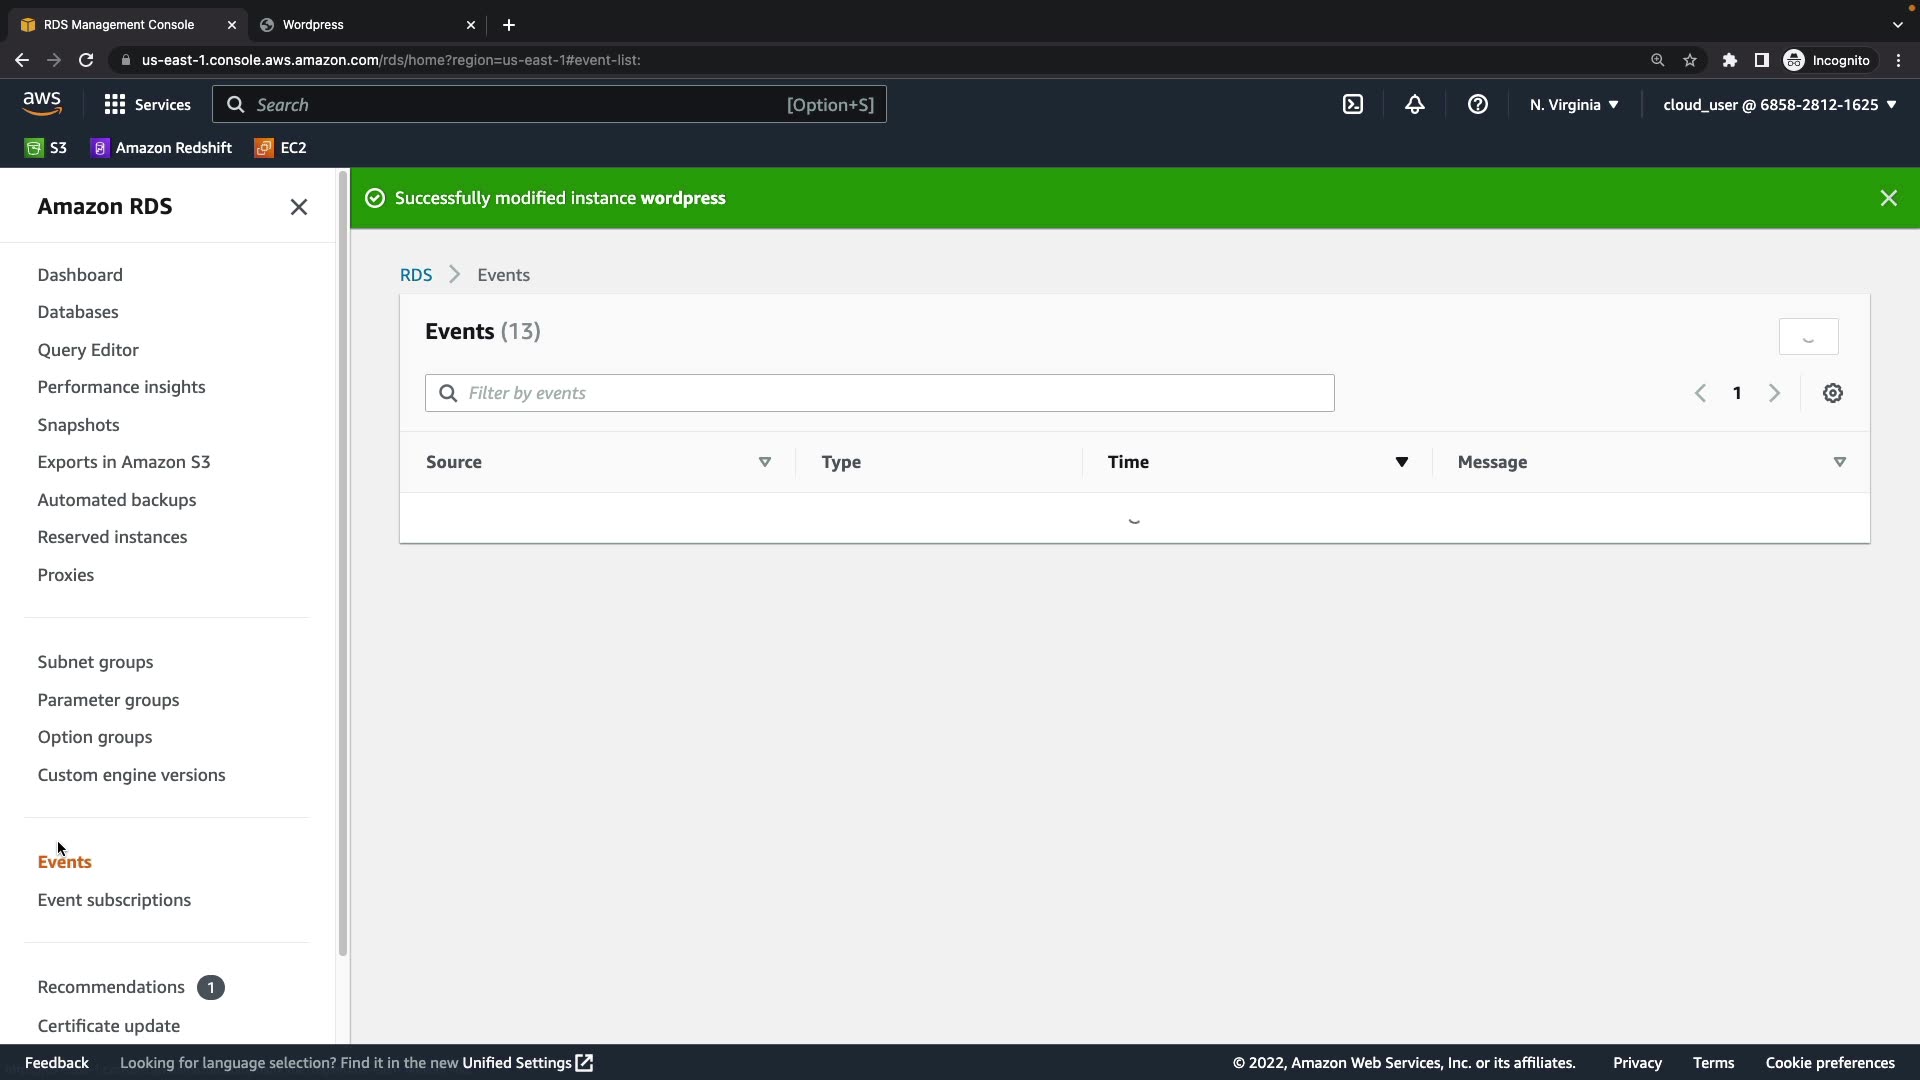 RDS Management Console
Wordpress
us-east-1.console.aws.amazon.com/rds/home?region=us-east-1#event-list:
Incognito
aws
Services
Search
[Option+S]
N. Virginia
cloud_user @ 6858-2812-1625
S3
Amazon Redshift
EC2
Amazon RDS
Successfully modified instance wordpress
Dashboard
Databases
Query Editor
Performance insights
Snapshots
Exports in Amazon S3
Automated backups
Reserved instances
Proxies
Subnet groups
Parameter groups
Option groups
Custom engine versions
Events
Event subscriptions
Recommendations 1
Certificate update
RDS > Events
Events (13)
Filter by events
1
Source
Type
Time
Message
Feedback
Looking for language selection? Find it in the new Unified Settings
© 2022, Amazon Web Services, Inc. or its affiliates.
Privacy
Terms
Cookie preferences